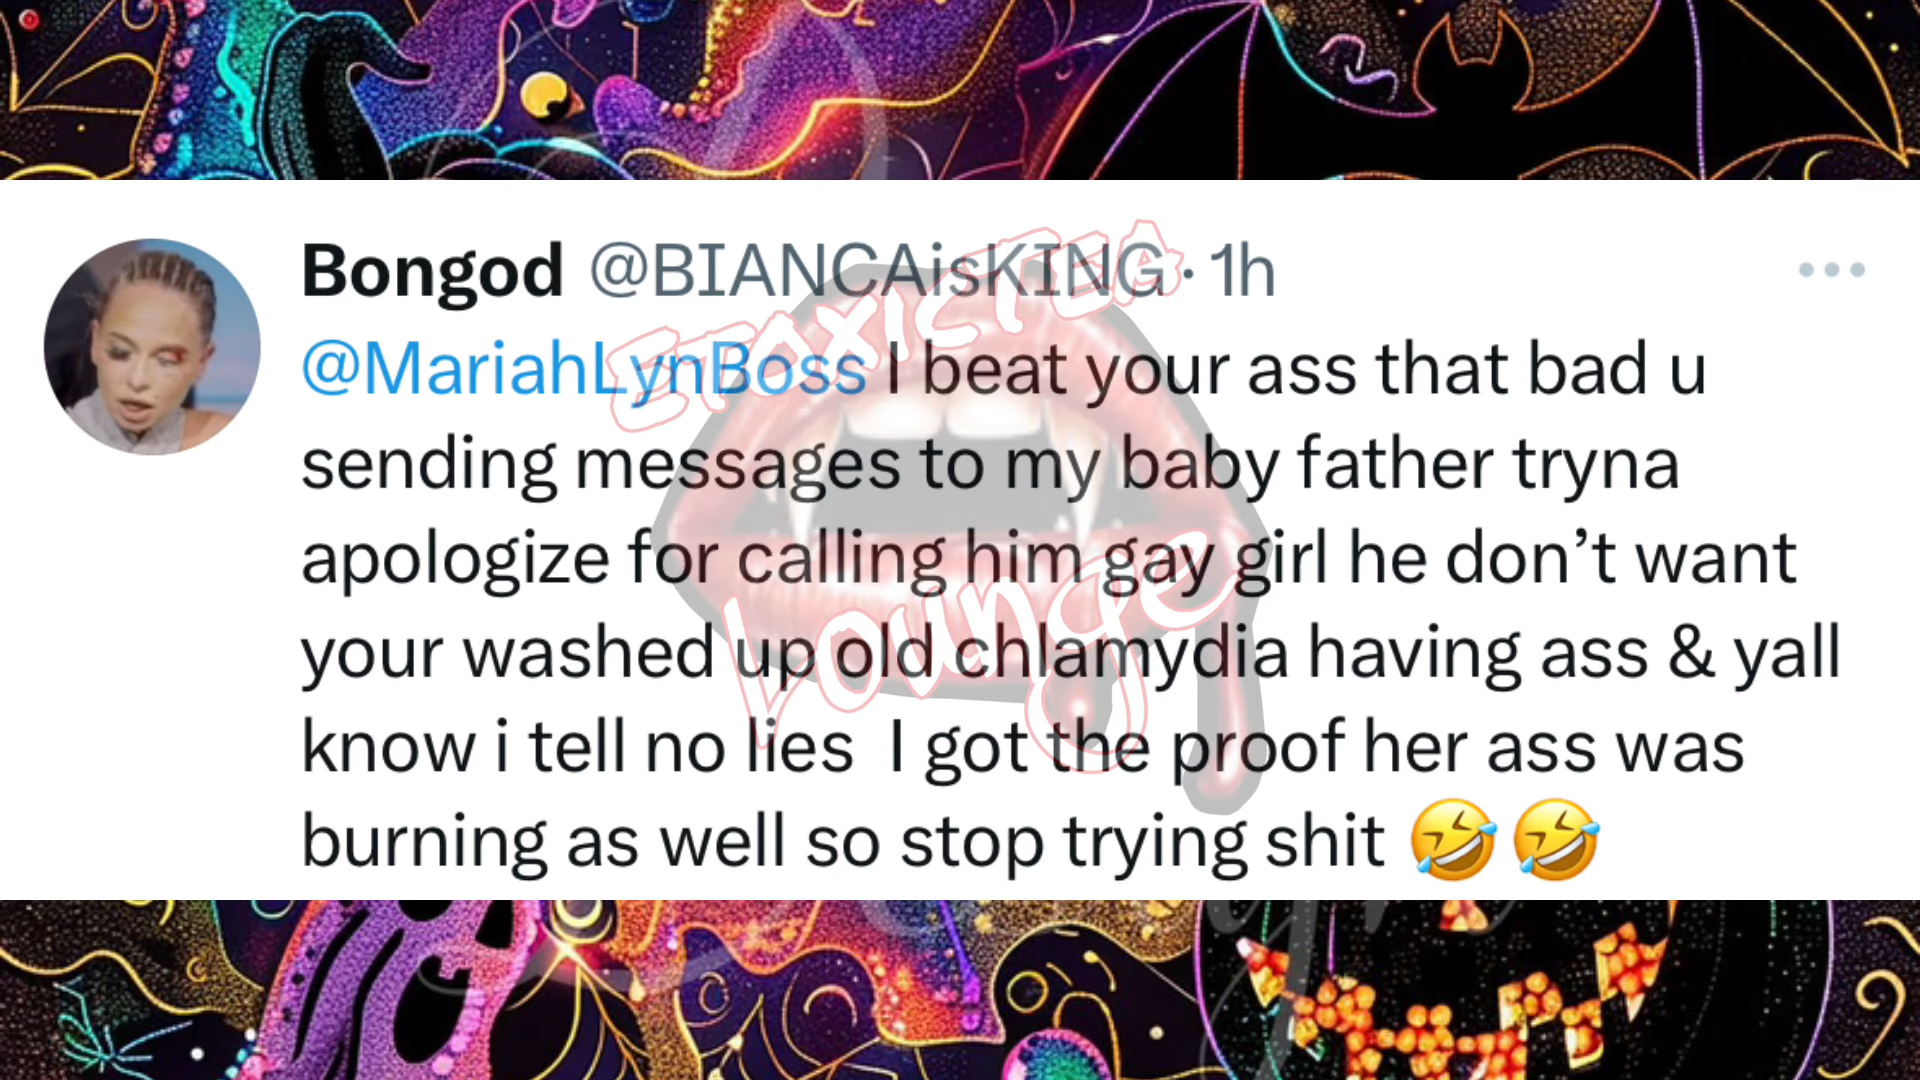 Bongod @BIANCAisKING · 1h
@MariahLynBoss I beat your ass that bad u
sending messages to my baby father tryna
apologize for calling him gay girl he don’t want
your washed up old chlamydia having ass & yall
know i tell no lies  I got the proof her ass was
burning as well so stop trying shit 🤣 🤣
ETOXICTEA
Lounge